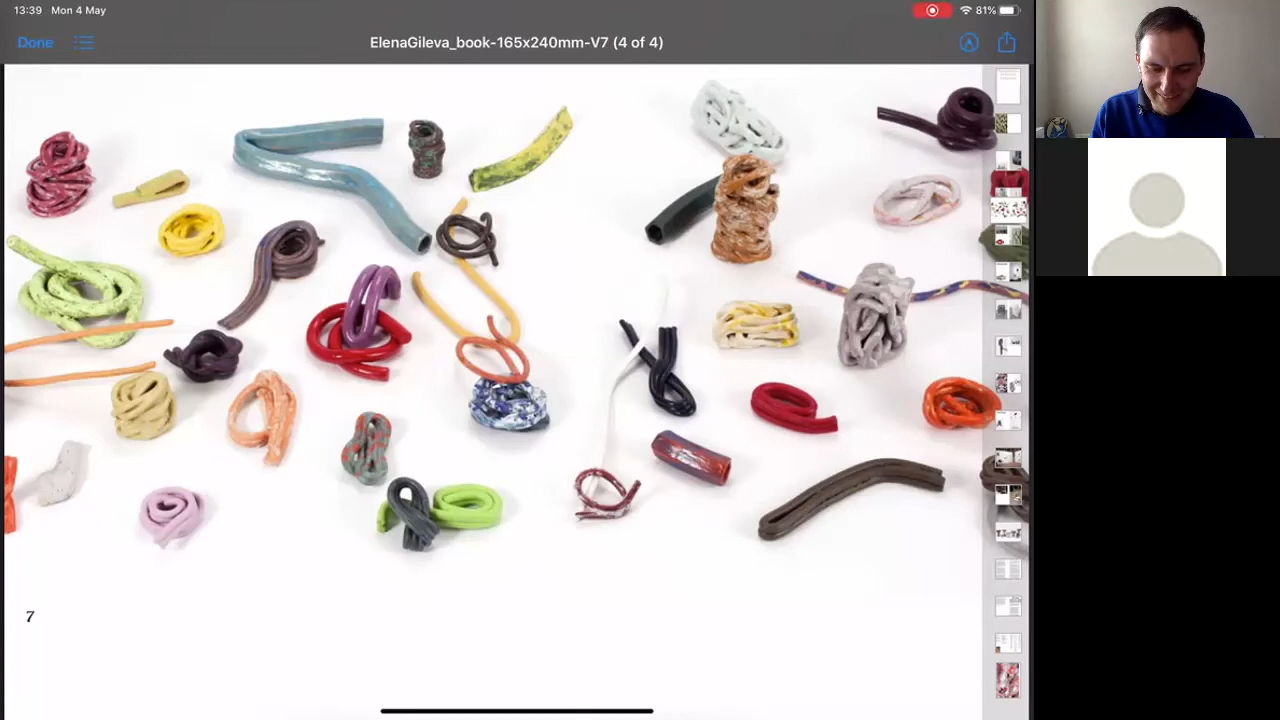 13:39 Mon 4 May
81%
Done
ElenaGileva_book-165x240mm-V7 (4 of 4)
7